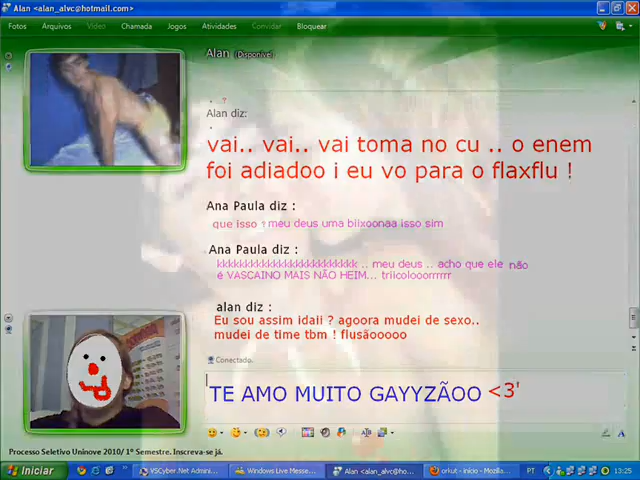 Alan <alan_alvc@hotmail.com>
Fotos Arquivos Vídeo Chamada Jogos Atividades Convidar Bloquear
Alan (Disponível)
Alan diz:
vai.. vai.. vai toma no cu .. o enem
foi adiadoo i eu vo para o flaxflu !
Ana Paula diz :
que isso ? meu deus uma biixoonaa isso sim
Ana Paula diz :
kkkkkkkkkkkkkkkkkkkkkkkkkk .. meu deus .. acho que ele não
é VASCAINO MAIS NÃO HEIM... triicolooorrrrrr
alan diz :
Eu sou assim idaii ? agoora mudei de sexo..
mudei de time tbm ! flusãooooo
Conectado.
TE AMO MUITO GAYYZÃOO <3'
Processo Seletivo Uninove 2010/ 1º Semestre. Inscreva-se já.
Iniciar VSCyber.Net Admini... Windows Live Messe... Alan <alan_alvc@ho... orkut - início - Mozilla... PT 13:25